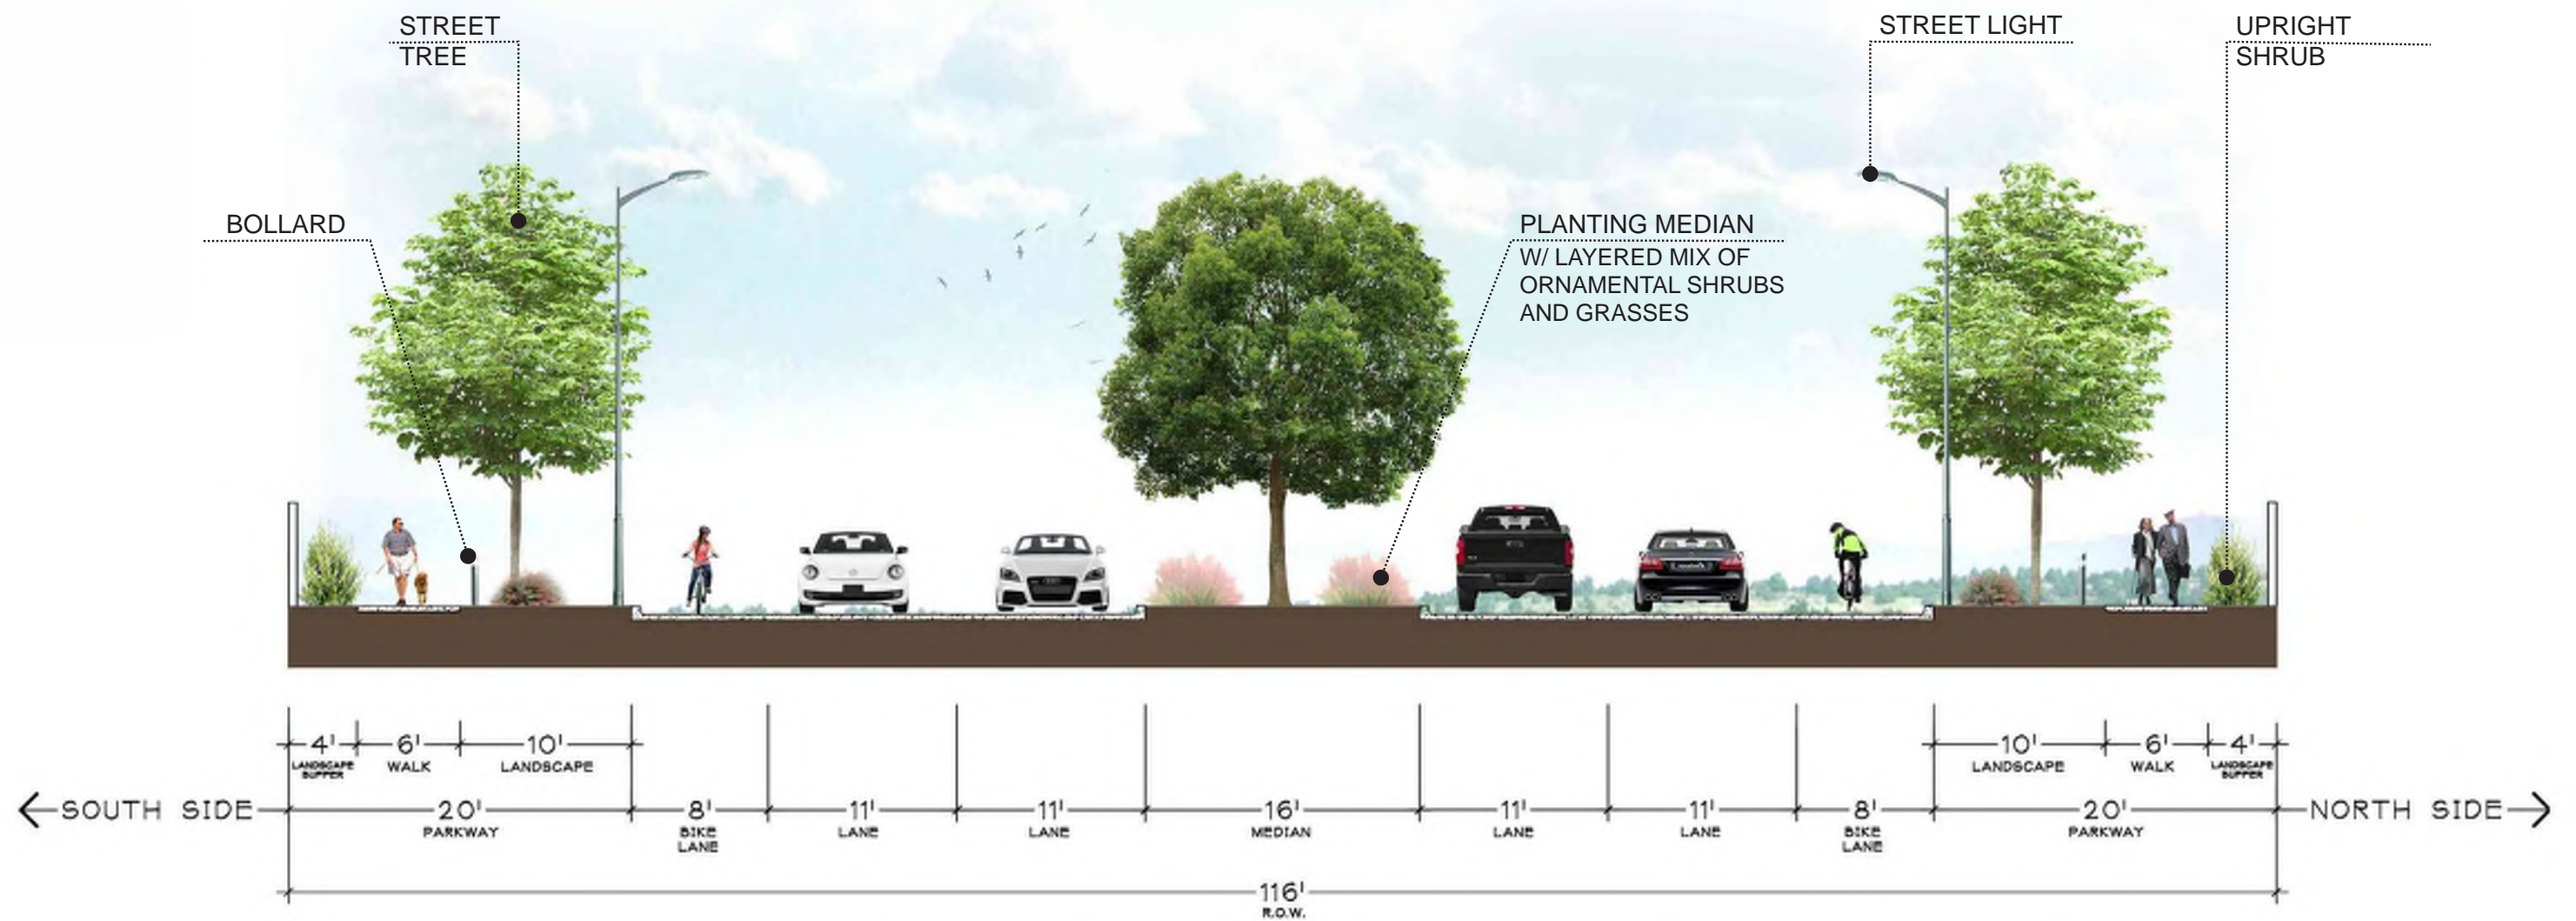 STREET
TREE
STREET LIGHT
UPRIGHT
SHRUB
BOLLARD
PLANTING MEDIAN
W/ LAYERED MIX OF
ORNAMENTAL SHRUBS
AND GRASSES
4' 6' 10' 10' 6' 4'
LANDSCAPE
BUFFER
WALK
LANDSCAPE
LANDSCAPE
WALK
LANDSCAPE
BUFFER
SOUTH SIDE 20' 8' 11' 11' 16' 11' 11' 8' 20' NORTH SIDE
PARKWAY
BIKE
LANE
LANE
LANE
MEDIAN
LANE
LANE
BIKE
LANE
PARKWAY
116'
R.O.W.